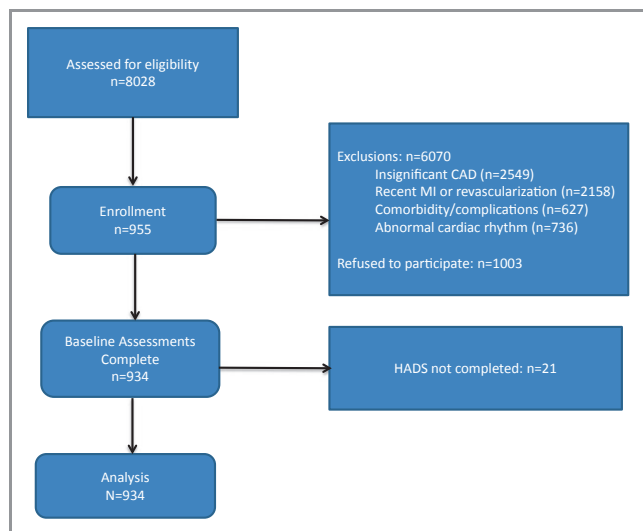 Assessed for eligibility
n=8028
Exclusions: n=6070
Insignificant CAD (n=2549)
Recent MI or revascularization (n=2158)
Comorbidity/complications (n=627)
Abnormal cardiac rhythm (n=736)
Refused to participate: n=1003
Enrollment
n=955
Baseline Assessments
Complete
n=934
HADS not completed: n=21
Analysis
N=934